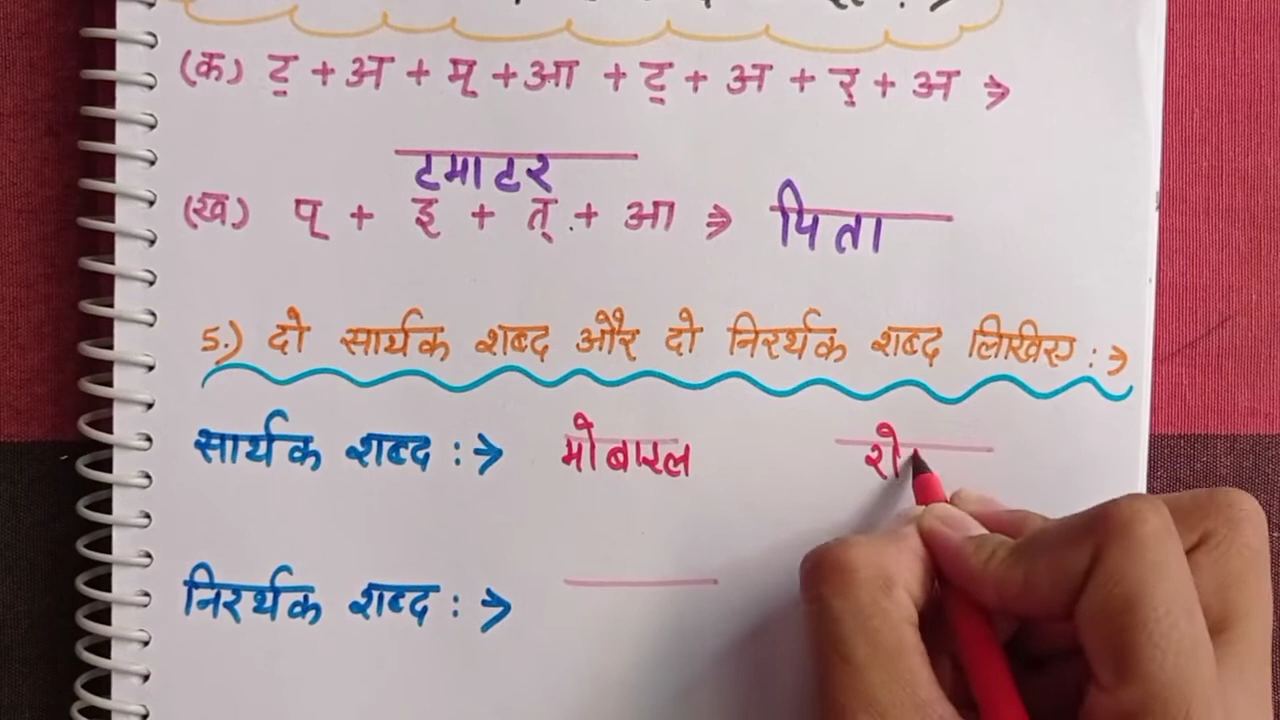 (क) ट् + अ + म् + आ + ट् + अ + र् + अ ⇒
टमाटर
(ख) प् + इ + त् + आ ⇒ पिता
5.) दो सार्थक शब्द और दो निरर्थक शब्द लिखिए :→
सार्थक शब्द :→ मोबाइल शे
निरर्थक शब्द :→